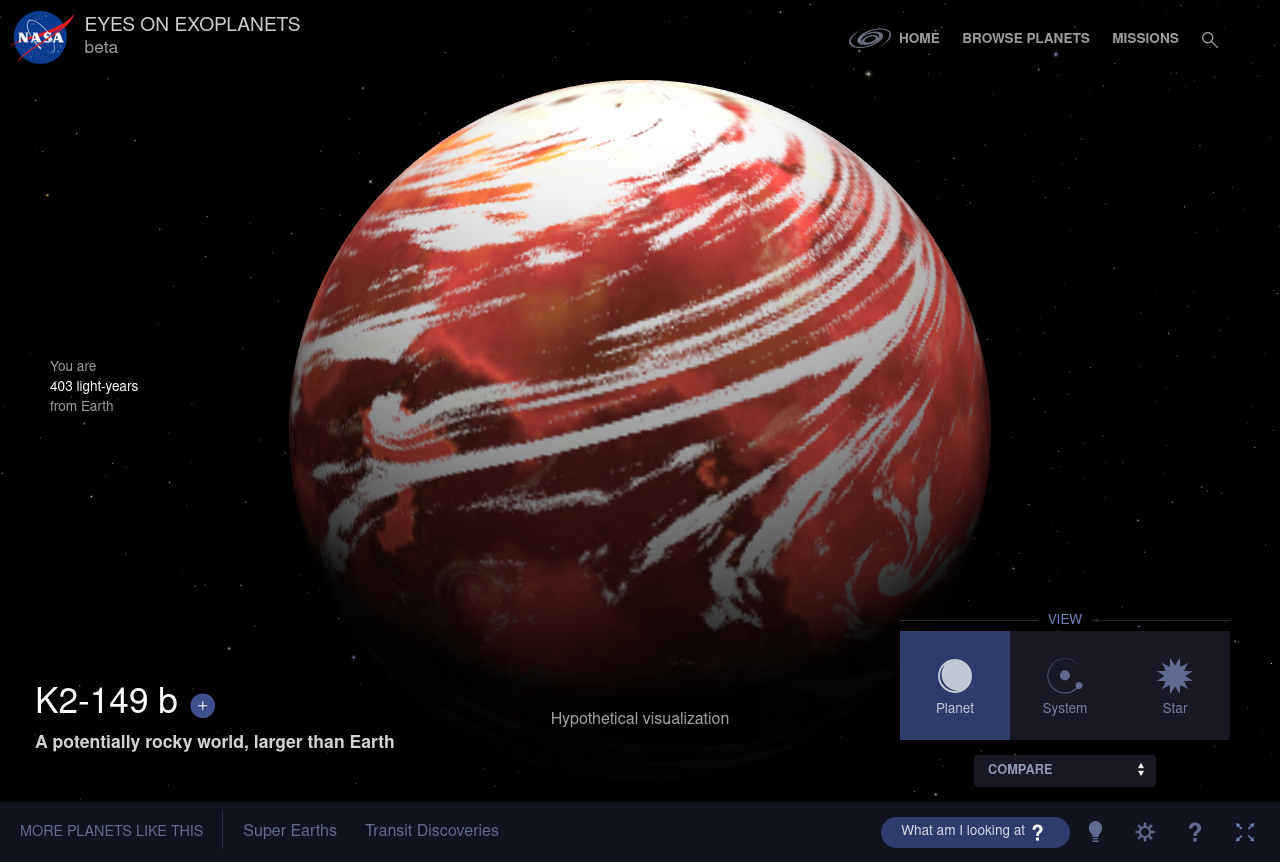 NASA
EYES ON EXOPLANETS
beta
HOME
BROWSE PLANETS
MISSIONS
You are
403 light-years
from Earth
VIEW
Planet
System
Star
K2-149 b +
A potentially rocky world, larger than Earth
Hypothetical visualization
COMPARE
MORE PLANETS LIKE THIS
Super Earths
Transit Discoveries
What am I looking at ?
?